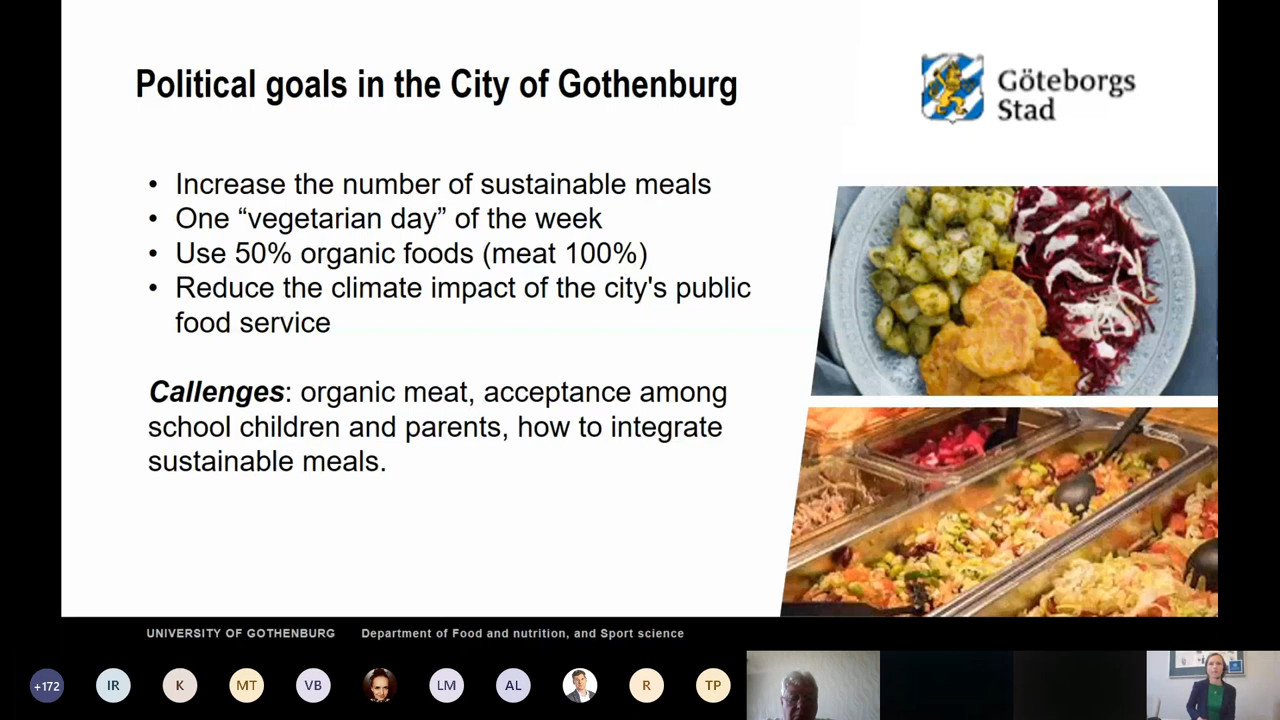 Political goals in the City of Gothenburg
Göteborgs
Stad
• Increase the number of sustainable meals
• One “vegetarian day” of the week
• Use 50% organic foods (meat 100%)
• Reduce the climate impact of the city's public
food service
Callenges: organic meat, acceptance among
school children and parents, how to integrate
sustainable meals.
UNIVERSITY OF GOTHENBURG Department of Food and nutrition, and Sport science
+172 IR K MT VB LM AL R TP